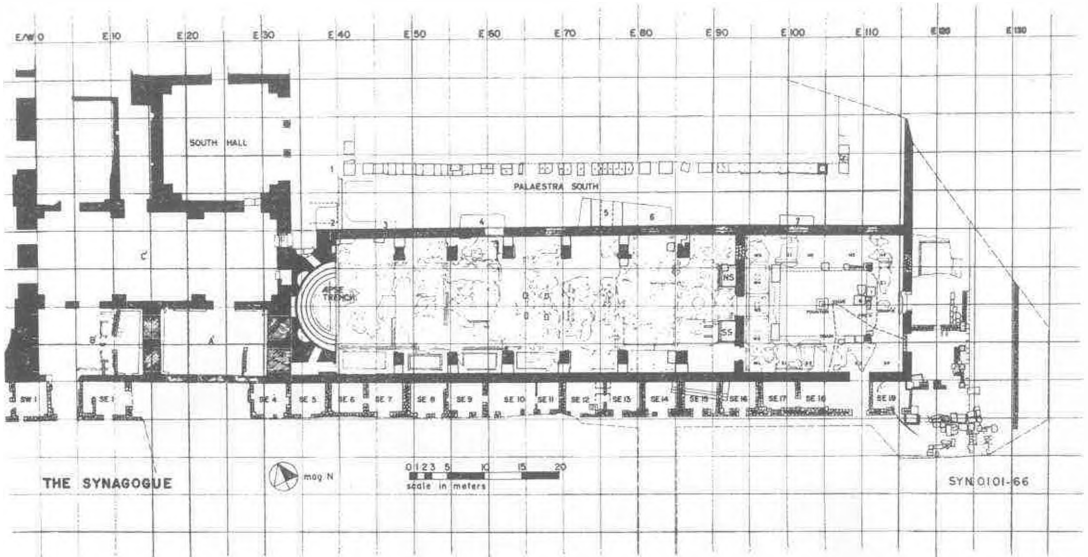 E/W 0 E 10 E 20 E 30 E 40 E 50 E 60 E 70 E 80 E 90 E 100 E 110 E 120 E 130
SOUTH HALL
1
PALAESTRA SOUTH
2 3 4 5 6 7
C
APSE
TRENCH
NS
SS
B A
SW 1 SE 1 SE 4 SE 5 SE 6 SE 7 SE 8 SE 9 SE 10 SE 11 SE 12 SE 13 SE 14 SE 15 SE 16 SE 17 SE 18 SE 19
THE SYNAGOGUE
mag N
0 1 2 3 5 10 15 20
scale in meters
SYN 0101-66